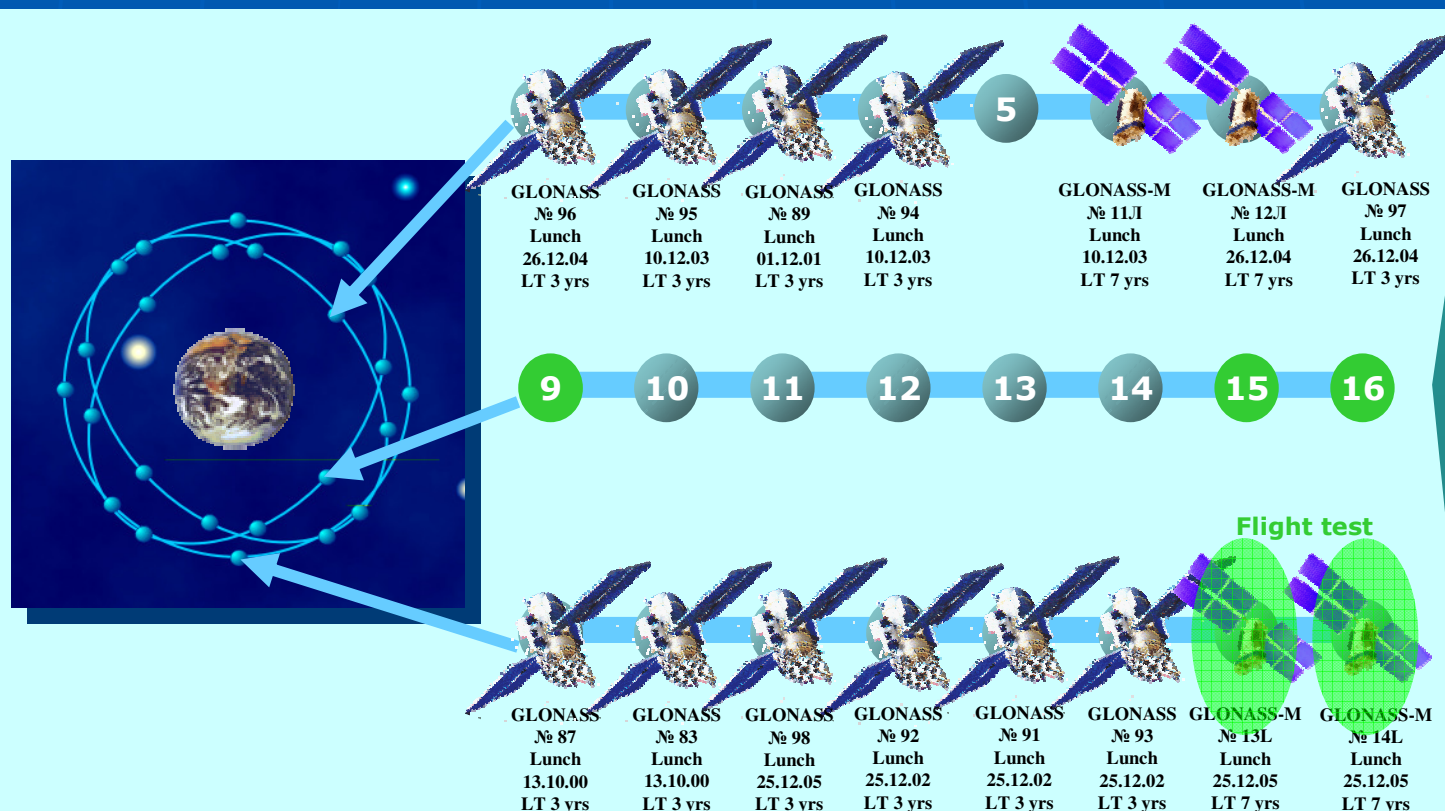 5
GLONASS
№ 96
Lunch
26.12.04
LT 3 yrs
GLONASS
№ 95
Lunch
10.12.03
LT 3 yrs
GLONASS
№ 89
Lunch
01.12.01
LT 3 yrs
GLONASS
№ 94
Lunch
10.12.03
LT 3 yrs
GLONASS-M
№ 11Л
Lunch
10.12.03
LT 7 yrs
GLONASS-M
№ 12Л
Lunch
26.12.04
LT 7 yrs
GLONASS
№ 97
Lunch
26.12.04
LT 3 yrs
9 10 11 12 13 14 15 16
Flight test
GLONASS
№ 87
Lunch
13.10.00
LT 3 yrs
GLONASS
№ 83
Lunch
13.10.00
LT 3 yrs
GLONASS
№ 98
Lunch
25.12.05
LT 3 yrs
GLONASS
№ 92
Lunch
25.12.02
LT 3 yrs
GLONASS
№ 91
Lunch
25.12.02
LT 3 yrs
GLONASS
№ 93
Lunch
25.12.02
LT 3 yrs
GLONASS-M
№ 13L
Lunch
25.12.05
LT 7 yrs
GLONASS-M
№ 14L
Lunch
25.12.05
LT 7 yrs